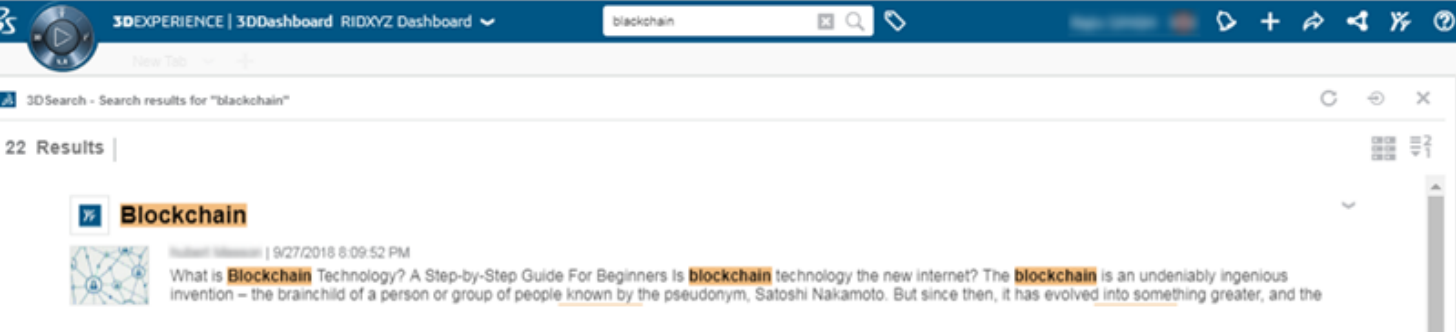 3DEXPERIENCE | 3DDashboard RIDXYZ Dashboard
blackchain
New Tab
3DSearch - Search results for "blackchain"
22 Results
Blockchain
| 9/27/2018 8:09:52 PM
What is Blockchain Technology? A Step-by-Step Guide For Beginners Is blockchain technology the new internet? The blockchain is an undeniably ingenious
invention – the brainchild of a person or group of people known by the pseudonym, Satoshi Nakamoto. But since then, it has evolved into something greater, and the